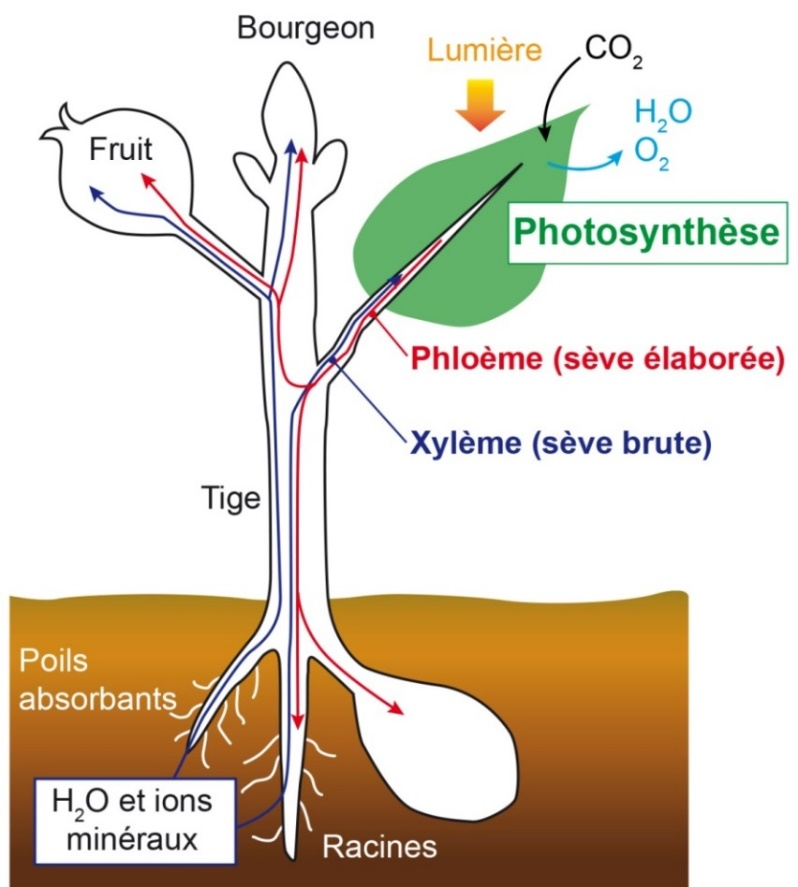 Bourgeon
Lumière
CO₂
H₂O
O₂
Fruit
Photosynthèse
Phloème (sève élaborée)
Xylème (sève brute)
Tige
Poils
absorbants
H₂O et ions
minéraux
Racines